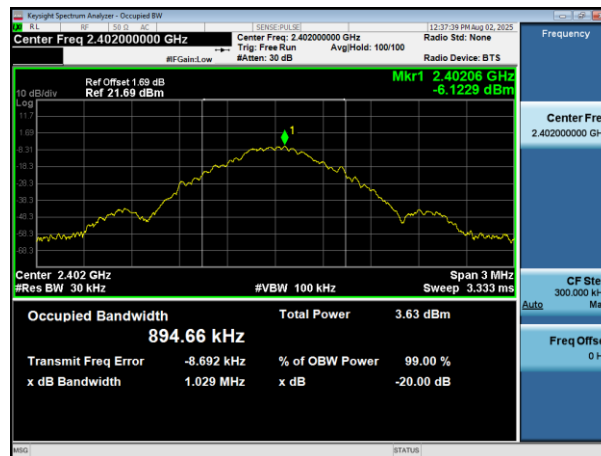 Keysight Spectrum Analyzer - Occupied BW
RL RF 50 Ω AC SENSE:PULSE 12:37:39 PM Aug 02, 2025
Center Freq 2.402000000 GHz
Center Freq: 2.402000000 GHz
Radio Std: None
Trig: Free Run Avg|Hold: 100/100
#IFGain:Low #Atten: 30 dB Radio Device: BTS
Frequency
Ref Offset 1.69 dB
10 dB/div Ref 21.69 dBm
Mkr1 2.40206 GHz
-6.1229 dBm
Log
11.7
1.69
-8.31
-18.3
-28.3
-38.3
-48.3
-58.3
-68.3
1
Center 2.402 GHz Span 3 MHz
#Res BW 30 kHz #VBW 100 kHz Sweep 3.333 ms
Occupied Bandwidth
894.66 kHz
Total Power 3.63 dBm
Transmit Freq Error -8.692 kHz % of OBW Power 99.00 %
x dB Bandwidth 1.029 MHz x dB -20.00 dB
Center Fre
2.402000000 GH
CF Ste
300.000 kH
Auto Ma
Freq Offse
0 H
MSG STATUS